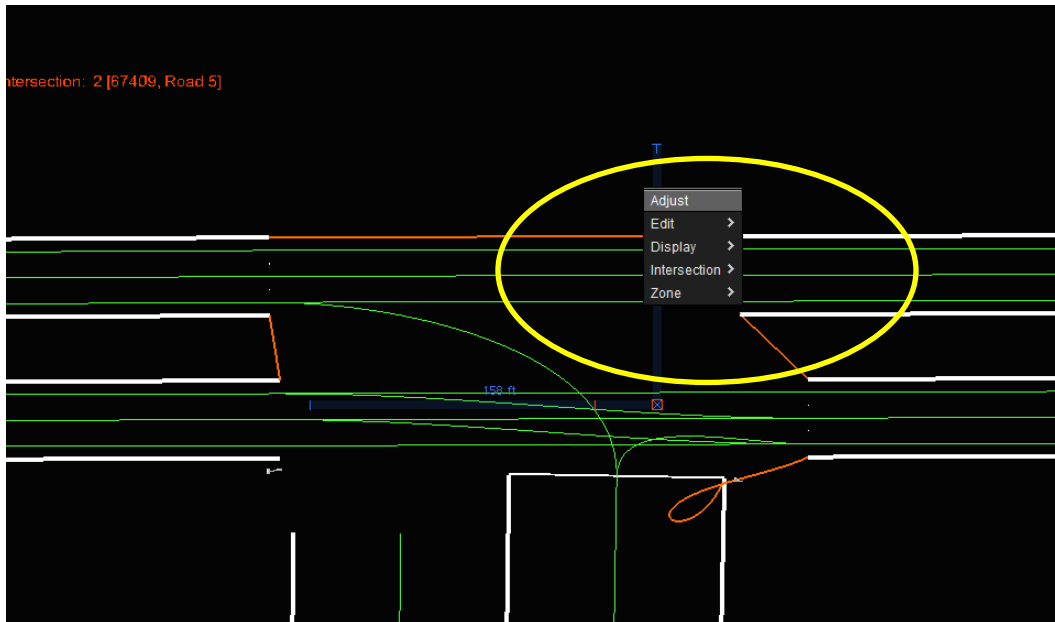 ntersection: 2 [67409, Road 5]
T
Adjust
Edit >
Display >
Intersection >
Zone >
158 ft